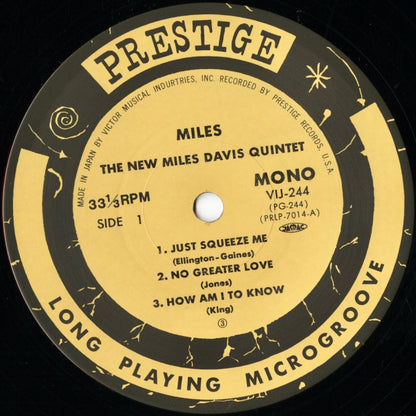 PRESTIGE
MADE IN JAPAN BY VICTOR MUSICAL INDURTRIES, INC. RECORDED BY PRESTIGE RECORDS, U.S.A.
MILES
THE NEW MILES DAVIS QUINTET
33⅓RPM
SIDE 1
MONO
VIJ-244
(PG-244)
(PRLP-7014-A)
JASRAC
1. JUST SQUEEZE ME
(Ellington-Gaines)
2. NO GREATER LOVE
(Jones)
3. HOW AM I TO KNOW
(King)
③
LONG PLAYING MICROGROOVE